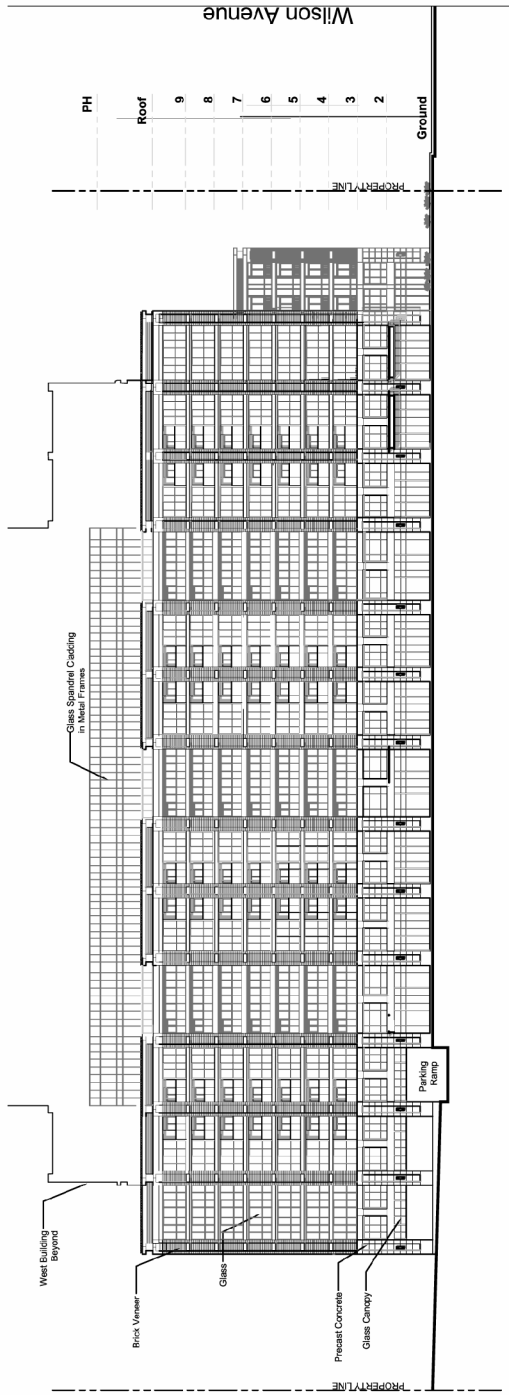 Wilson Avenue
PH
Roof
9
8
7
6
5
4
3
2
Ground
PROPERTY LINE
Glass Spandrel Cladding
in Metal Frames
West Building
Beyond
Brick Veneer
Glass
Precast Concrete
Glass Canopy
Parking
Ramp
PROPERTY LINE